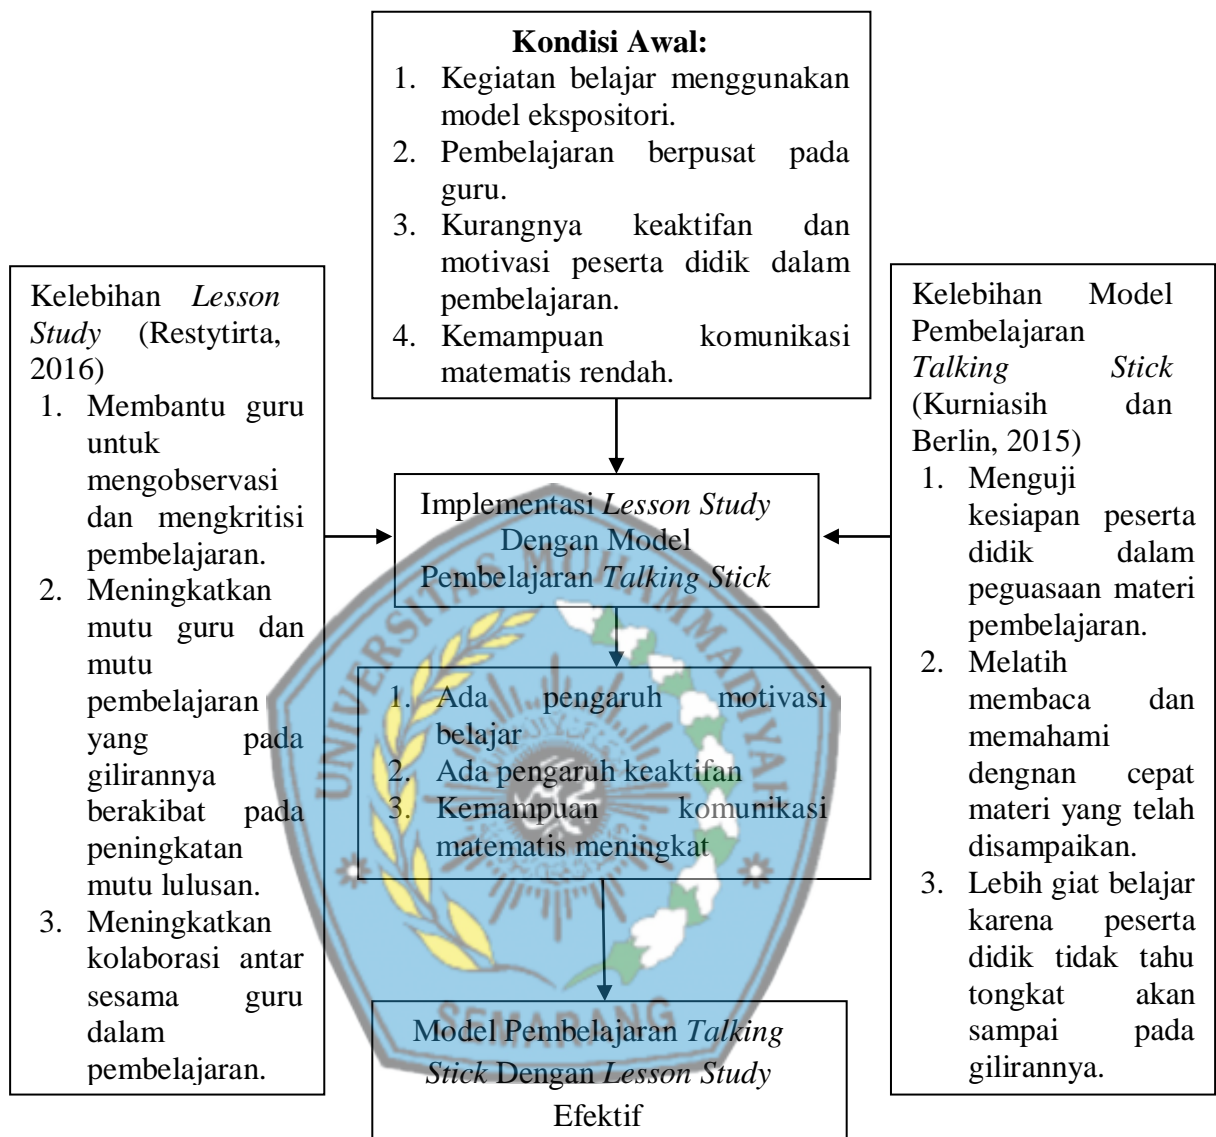 Kondisi Awal:
1. Kegiatan belajar menggunakan
model ekspositori.
2. Pembelajaran berpusat pada
guru.
3. Kurangnya keaktifan dan
motivasi peserta didik dalam
pembelajaran.
4. Kemampuan komunikasi
matematis rendah.
Kelebihan Lesson
Study (Restytirta,
2016)
1. Membantu guru
untuk
mengobservasi
dan mengkritisi
pembelajaran.
2. Meningkatkan
mutu guru dan
mutu
pembelajaran
yang pada
gilirannya
berakibat pada
peningkatan
mutu lulusan.
3. Meningkatkan
kolaborasi antar
sesama guru
dalam
pembelajaran.
Implementasi Lesson Study
Dengan Model
Pembelajaran Talking Stick
1. Ada pengaruh motivasi
belajar
2. Ada pengaruh keaktifan
3. Kemampuan komunikasi
matematis meningkat
Model Pembelajaran Talking
Stick Dengan Lesson Study
Efektif
Kelebihan Model
Pembelajaran
Talking Stick
(Kurniasih dan
Berlin, 2015)
1. Menguji
kesiapan peserta
didik dalam
peguasaan materi
pembelajaran.
2. Melatih
membaca dan
memahami
dengnan cepat
materi yang telah
disampaikan.
3. Lebih giat belajar
karena peserta
didik tidak tahu
tongkat akan
sampai pada
gilirannya.
UNIVERSITAS MUHAMMADIYAH
SEMARANG